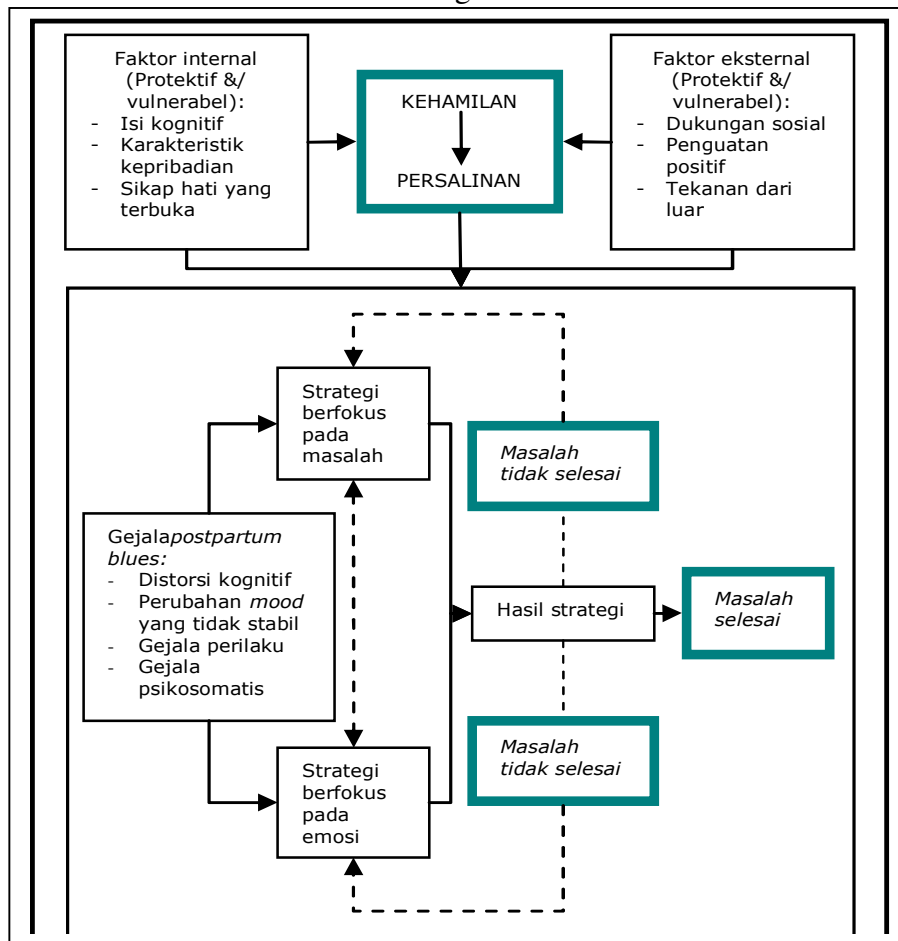 Faktor internal
(Protektif &/
vulnerabel):
- Isi kognitif
- Karakteristik
kepribadian
- Sikap hati yang
terbuka
KEHAMILAN
PERSALINAN
Faktor eksternal
(Protektif &/
vulnerabel):
- Dukungan sosial
- Penguatan
positif
- Tekanan dari
luar
Strategi
berfokus
pada
masalah
Masalah
tidak selesai
Gejalapostpartum
blues:
- Distorsi kognitif
- Perubahan mood
yang tidak stabil
- Gejala perilaku
- Gejala
psikosomatis
Hasil strategi
Masalah
selesai
Strategi
berfokus
pada
emosi
Masalah
tidak selesai